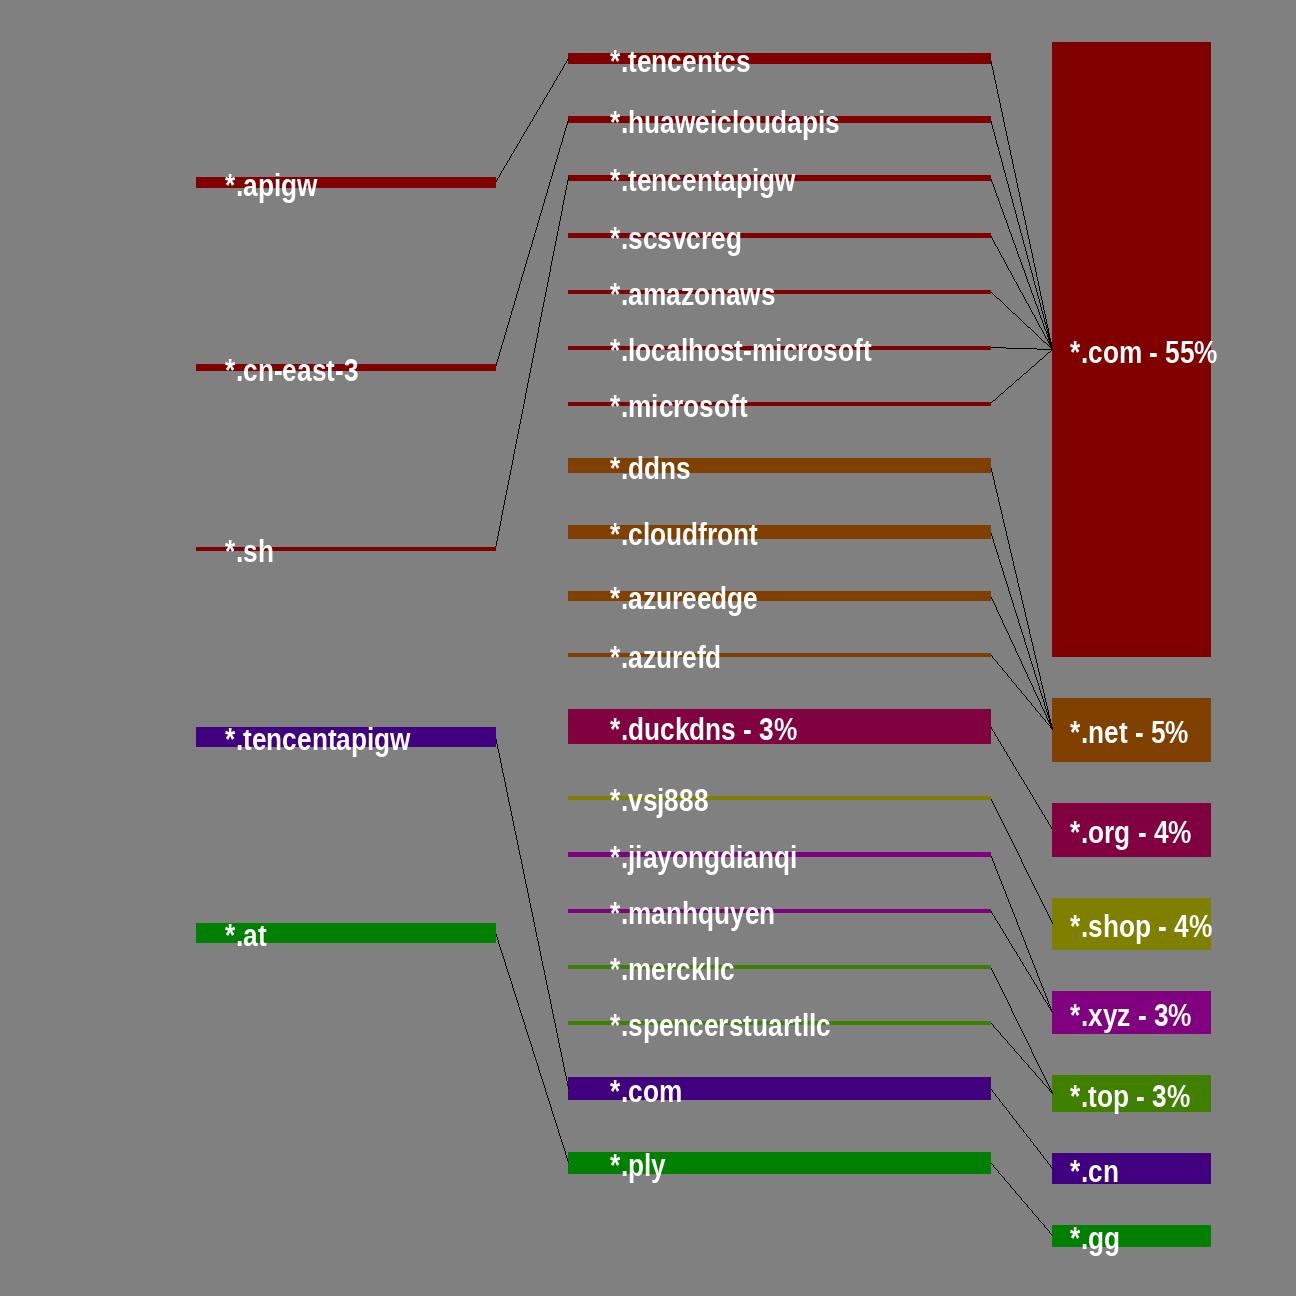 *.apigw
*.cn-east-3
*.sh
*.tencentapigw
*.at
*.tencentcs
*.huaweicloudapis
*.tencentapigw
*.scsvcreg
*.amazonaws
*.localhost-microsoft
*.microsoft
*.ddns
*.cloudfront
*.azureedge
*.azurefd
*.duckdns - 3%
*.vsj888
*.jiayongdianqi
*.manhquyen
*.merckllc
*.spencerstuartllc
*.com
*.ply
*.com - 55%
*.net - 5%
*.org - 4%
*.shop - 4%
*.xyz - 3%
*.top - 3%
*.cn
*.gg